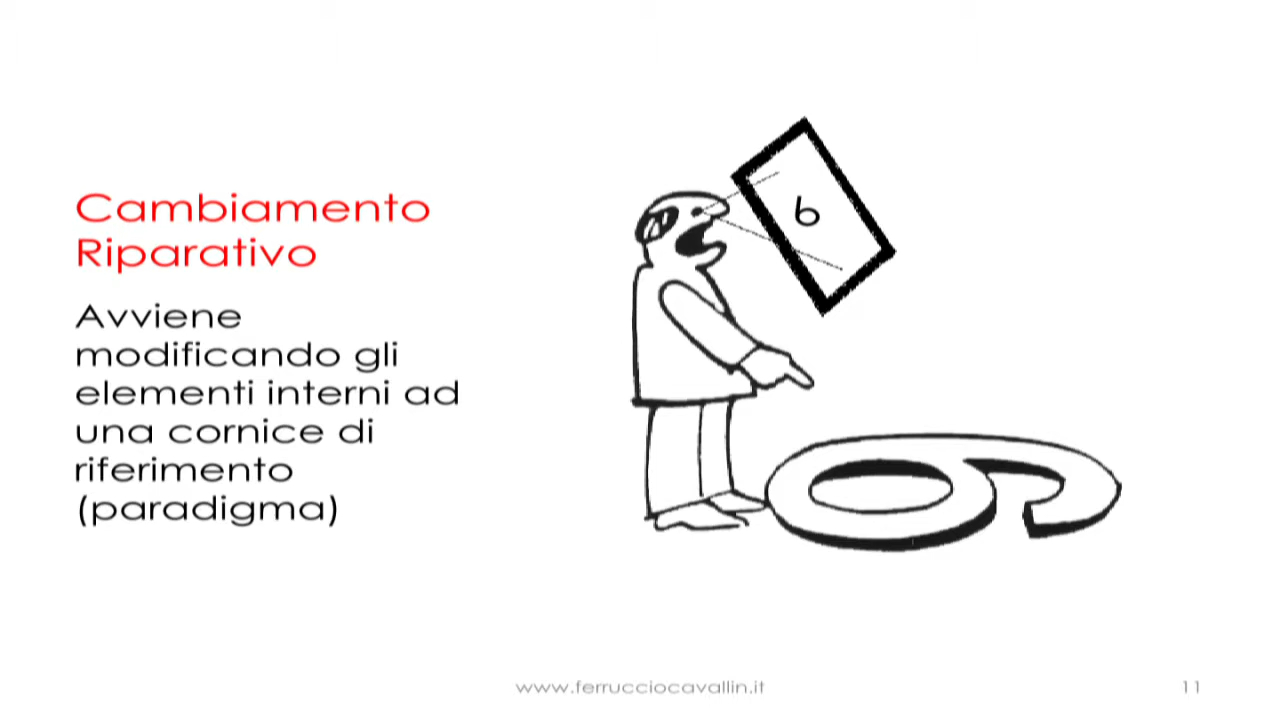 Cambiamento
Riparativo
Avviene
modificando gli
elementi interni ad
una cornice di
riferimento
(paradigma)
6
6
www.ferrucciocavallin.it
11